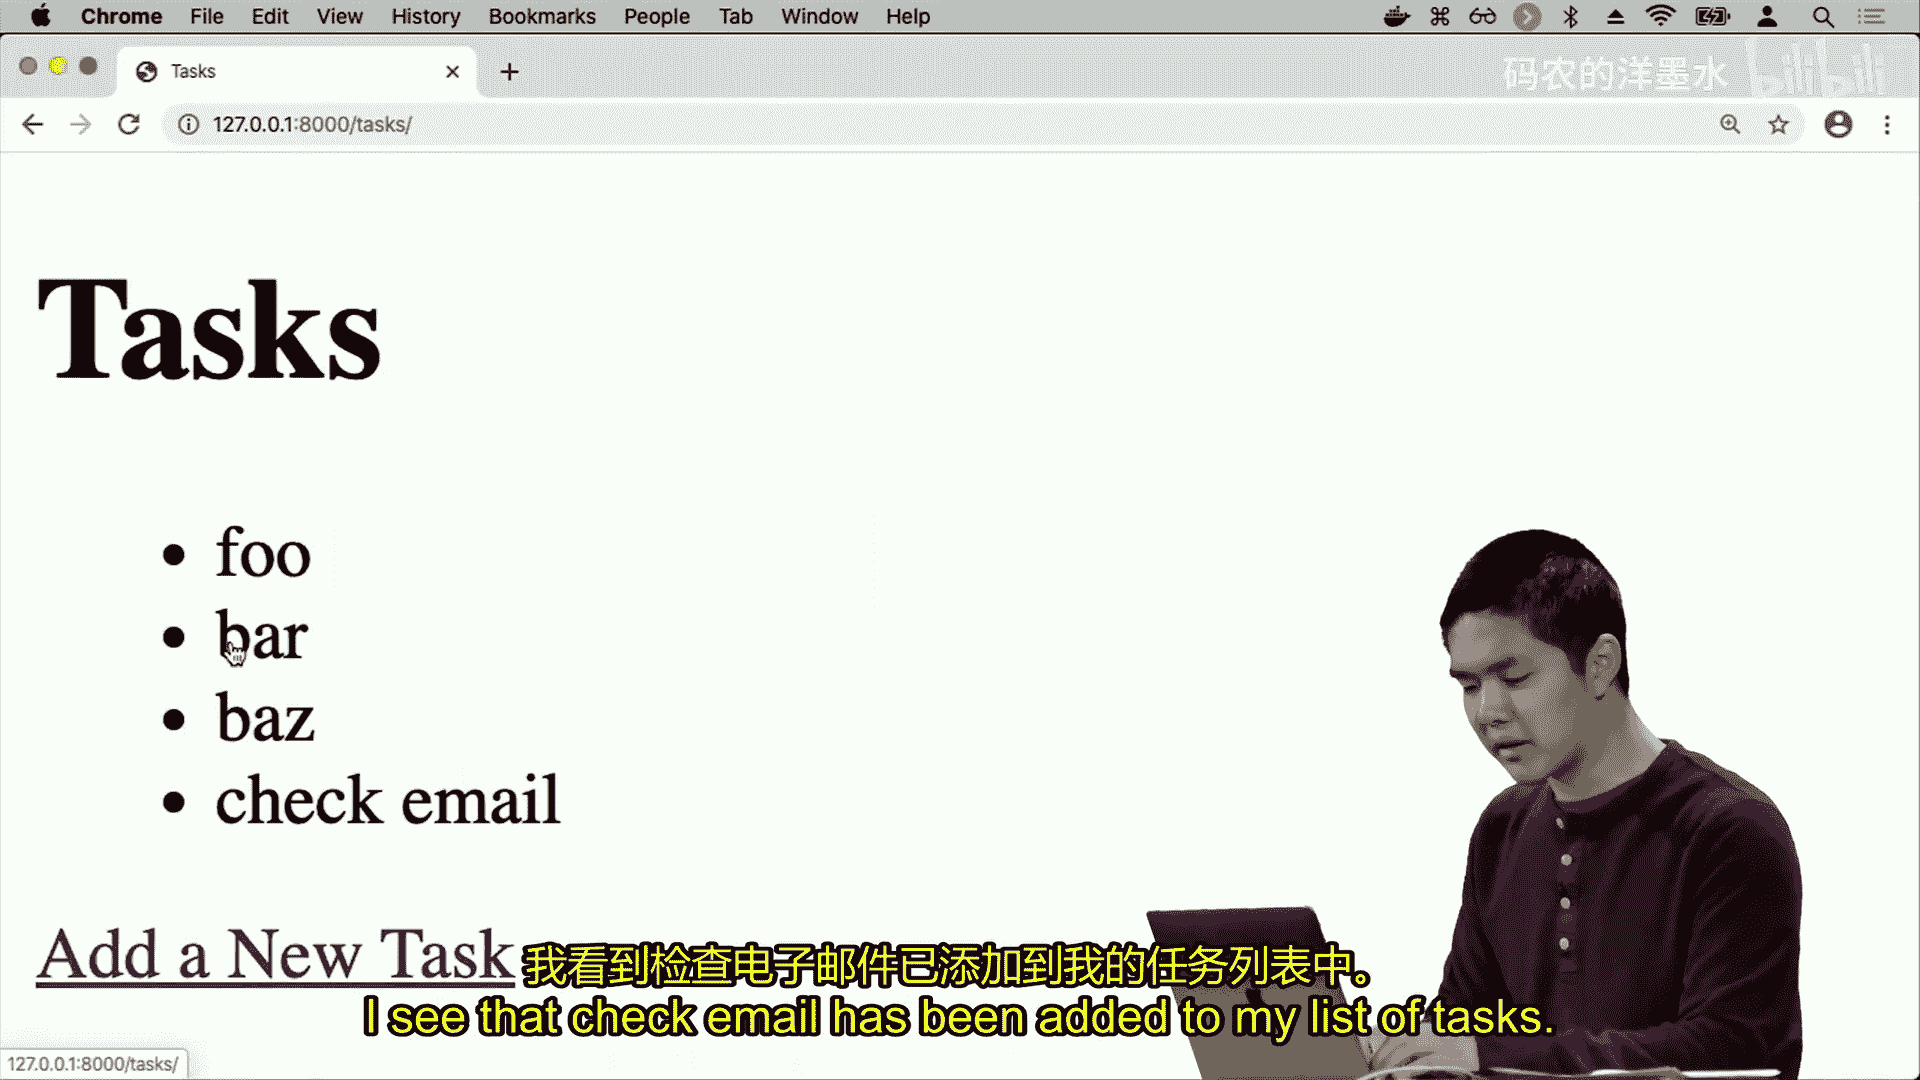 Chrome File Edit View History Bookmarks People Tab Window Help
Tasks
码农的洋墨水 bilibili
127.0.0.1:8000/tasks/
Tasks
foo
bar
baz
check email
Add a New Task
我看到检查电子邮件已添加到我的任务列表中。
I see that check email has been added to my list of tasks.
127.0.0.1:8000/tasks/